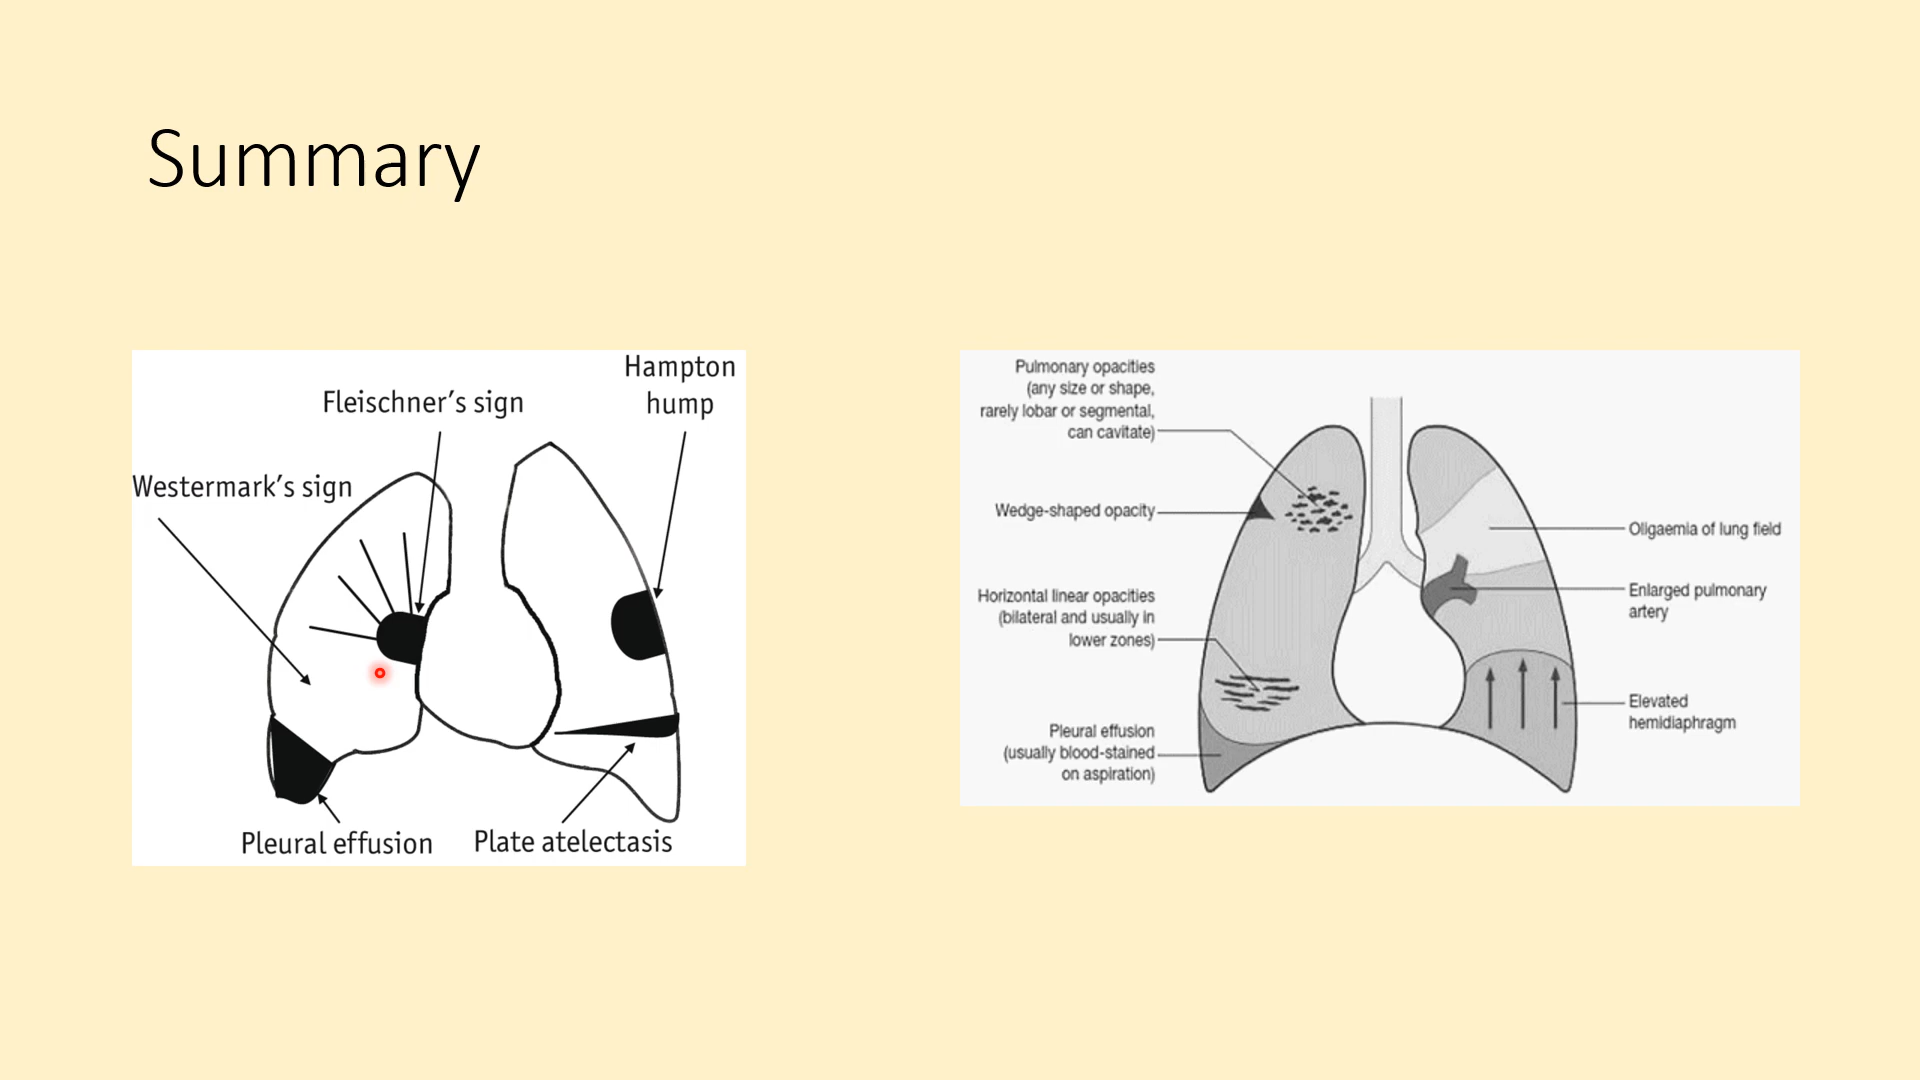 Summary
Hampton
hump
Fleischner's sign
Westermark's sign
Pleural effusion
Plate atelectasis
Pulmonary opacities
(any size or shape,
rarely lobar or segmental,
can cavitate)
Wedge-shaped opacity
Horizontal linear opacities
(bilateral and usually in
lower zones)
Pleural effusion
(usually blood-stained
on aspiration)
Oligaemia of lung field
Enlarged pulmonary
artery
Elevated
hemidiaphragm